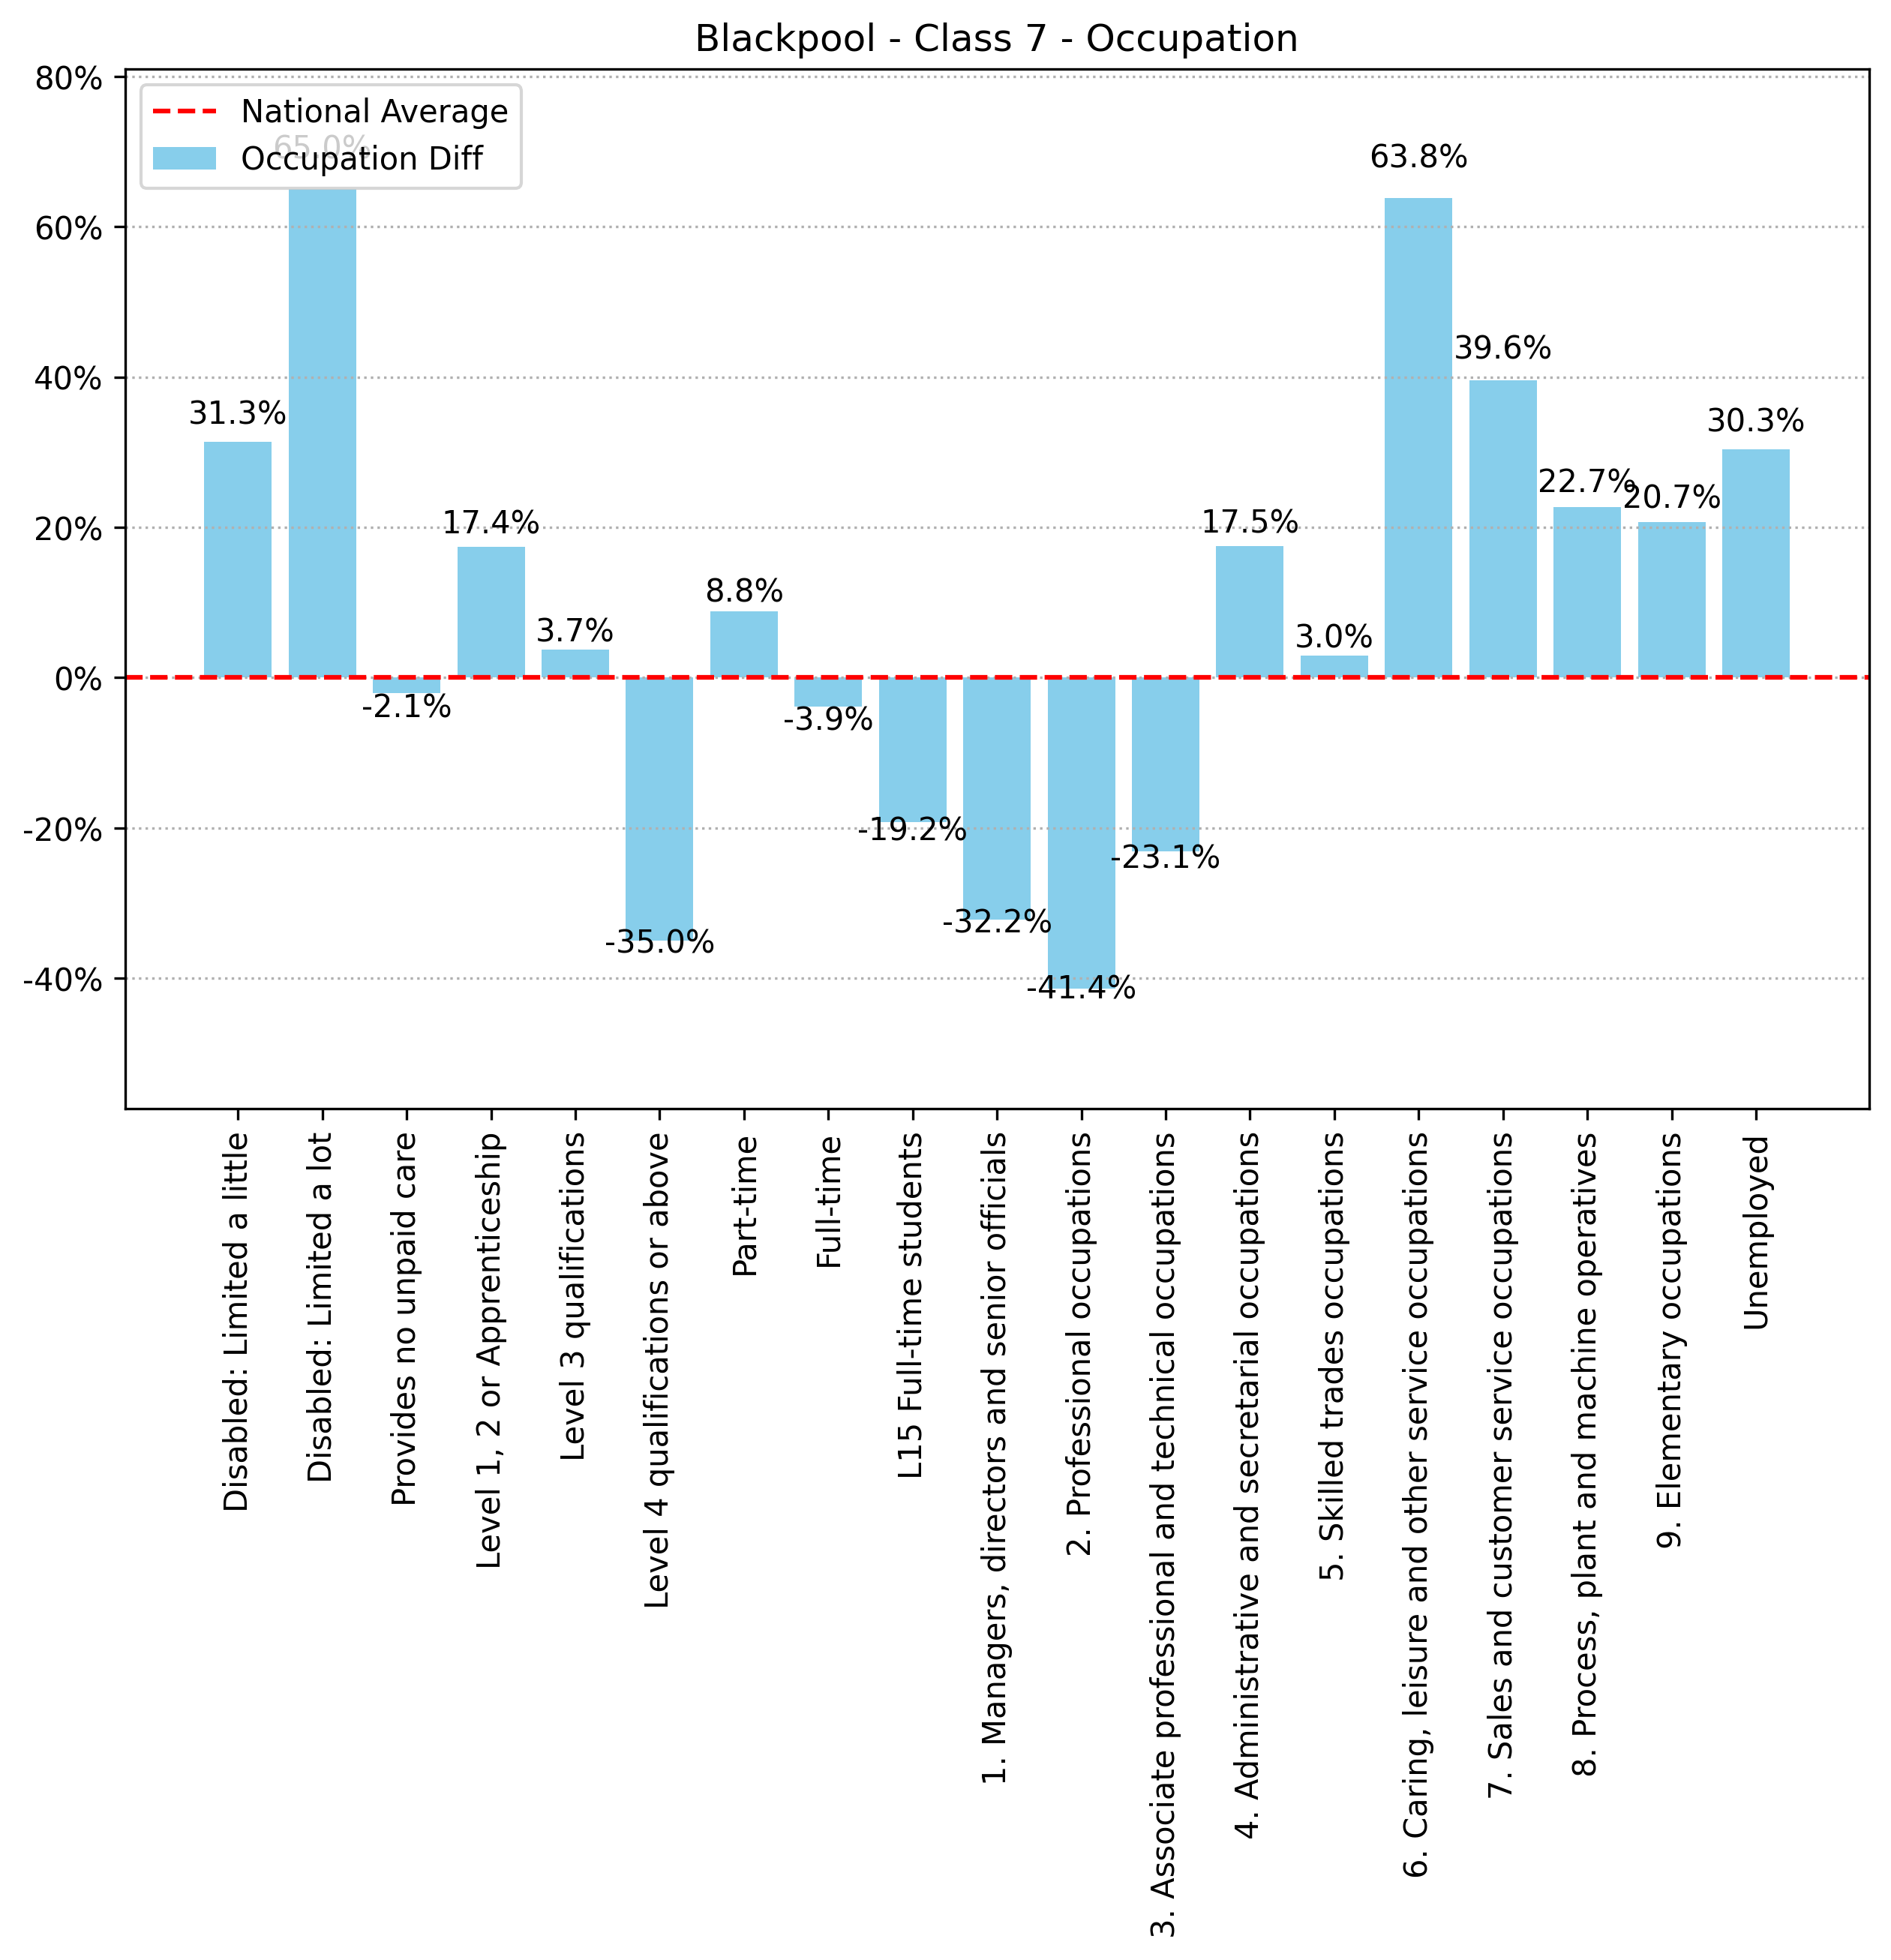 Blackpool - Class 7 - Occupation
80%
60%
40%
20%
0%
-20%
-40%
National Average
Occupation Diff
31.3%
65.0%
-2.1%
17.4%
3.7%
-35.0%
8.8%
-3.9%
-19.2%
-32.2%
-41.4%
-23.1%
17.5%
3.0%
63.8%
39.6%
22.7%
20.7%
30.3%
Disabled: Limited a little
Disabled: Limited a lot
Provides no unpaid care
Level 1, 2 or Apprenticeship
Level 3 qualifications
Level 4 qualifications or above
Part-time
Full-time
L15 Full-time students
1. Managers, directors and senior officials
2. Professional occupations
3. Associate professional and technical occupations
4. Administrative and secretarial occupations
5. Skilled trades occupations
6. Caring, leisure and other service occupations
7. Sales and customer service occupations
8. Process, plant and machine operatives
9. Elementary occupations
Unemployed